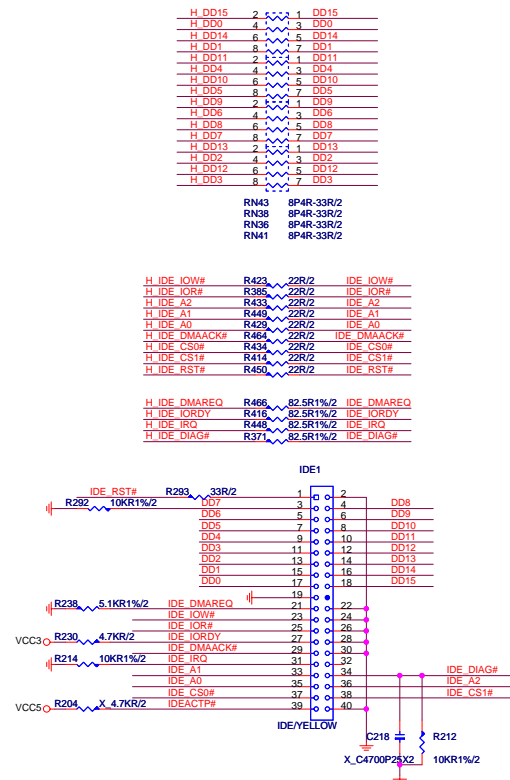 H_DD15 2 1 DD15
H_DD0 4 3 DD0
H_DD14 6 5 DD14
H_DD1 8 7 DD1
H_DD11 2 1 DD11
H_DD4 4 3 DD4
H_DD10 6 5 DD10
H_DD5 8 7 DD5
H_DD9 2 1 DD9
H_DD6 4 3 DD6
H_DD8 6 5 DD8
H_DD7 8 7 DD7
H_DD13 2 1 DD13
H_DD2 4 3 DD2
H_DD12 6 5 DD12
H_DD3 8 7 DD3
RN43 8P4R-33R/2
RN38 8P4R-33R/2
RN36 8P4R-33R/2
RN41 8P4R-33R/2
H_IDE_IOW# R423 22R/2 IDE_IOW#
H_IDE_IOR# R385 22R/2 IDE_IOR#
H_IDE_A2 R433 22R/2 IDE_A2
H_IDE_A1 R449 22R/2 IDE_A1
H_IDE_A0 R429 22R/2 IDE_A0
H_IDE_DMAACK# R464 22R/2 IDE_DMAACK#
H_IDE_CS0# R434 22R/2 IDE_CS0#
H_IDE_CS1# R414 22R/2 IDE_CS1#
H_IDE_RST# R450 22R/2 IDE_RST#
H_IDE_DMAREQ R466 82.5R1%/2 IDE_DMAREQ
H_IDE_IORDY R416 82.5R1%/2 IDE_IORDY
H_IDE_IRQ R448 82.5R1%/2 IDE_IRQ
H_IDE_DIAG# R371 82.5R1%/2 IDE_DIAG#
IDE1
IDE_RST# R293 33R/2 1 2
R292 10KR1%/2 DD7 3 4 DD8
DD6 5 6 DD9
DD5 7 8 DD10
DD4 9 10 DD11
DD3 11 12 DD12
DD2 13 14 DD13
DD1 15 16 DD14
DD0 17 18 DD15
19
R238 5.1KR1%/2 IDE_DMAREQ 21 22
IDE_IOW# 23 24
IDE_IOR# 25 26
VCC3 R230 4.7KR/2 IDE_IORDY 27 28
IDE_DMAACK# 29 30
R214 10KR1%/2 IDE_IRQ 31 32
IDE_A1 33 34 IDE_DIAG#
IDE_A0 35 36 IDE_A2
IDE_CS0# 37 38 IDE_CS1#
VCC5 R204 X_4.7KR/2 IDEACTP# 39 40
IDE/YELLOW
C218 R212
X_C4700P25X2 10KR1%/2